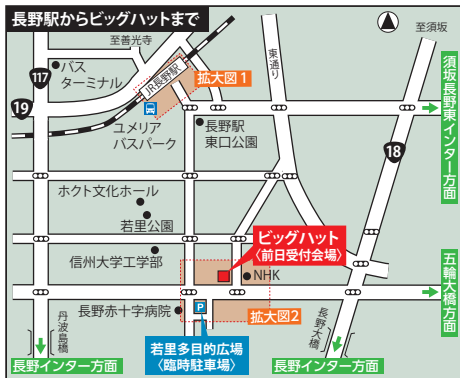 長野駅からビッグハットまで
至善光寺
至須坂
117
バス
ターミナル
JR長野駅
拡大図1
東通り
19
ユメリア
バスパーク
長野駅
東口公園
須坂長野東インター方面
18
ホクト文化ホール
若里公園
ビッグハット
〈前日受付会場〉
信州大学工学部
NHK
五輪大橋方面
長野赤十字病院
P
拡大図2
丹波島橋
若里多目的広場
〈臨時駐車場〉
長野大橋
長野インター方面
長野インター方面